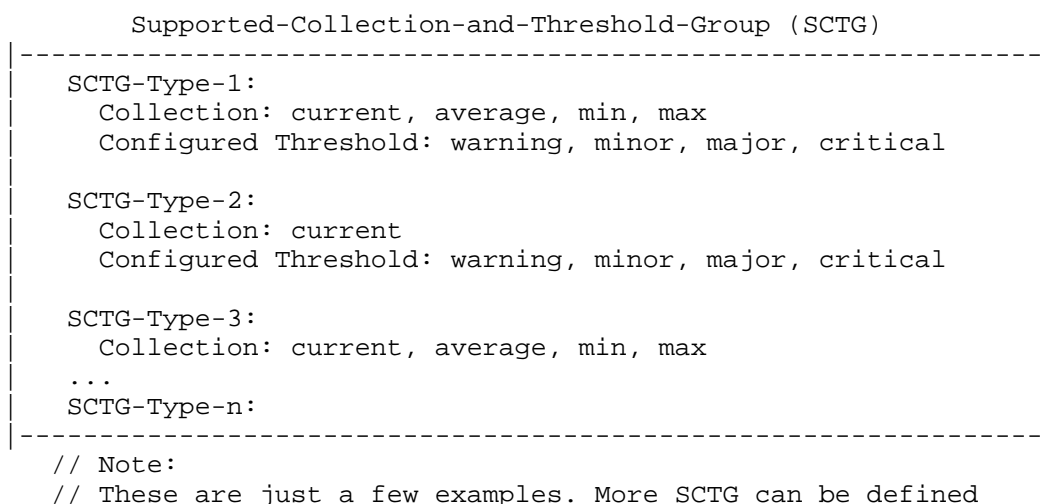 Supported-Collection-and-Threshold-Group (SCTG)
|----------------------------------------------------------------
| SCTG-Type-1:
| Collection: current, average, min, max
| Configured Threshold: warning, minor, major, critical
|
| SCTG-Type-2:
| Collection: current
| Configured Threshold: warning, minor, major, critical
|
| SCTG-Type-3:
| Collection: current, average, min, max
| ...
| SCTG-Type-n:
|----------------------------------------------------------------
// Note:
// These are just a few examples. More SCTG can be defined